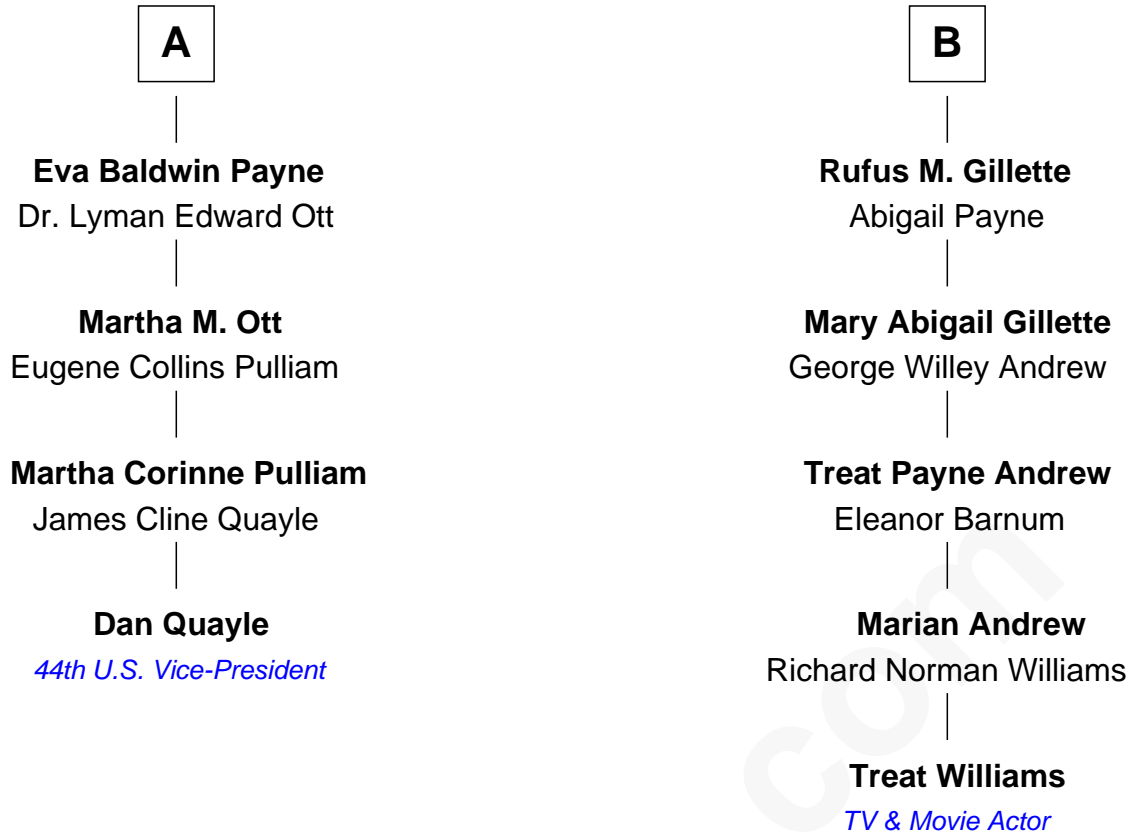 A
Eva Baldwin Payne
Dr. Lyman Edward Ott
Martha M. Ott
Eugene Collins Pulliam
Martha Corinne Pulliam
James Cline Quayle
Dan Quayle
44th U.S. Vice-President
B
Rufus M. Gillette
Abigail Payne
Mary Abigail Gillette
George Willey Andrew
Treat Payne Andrew
Eleanor Barnum
Marian Andrew
Richard Norman Williams
Treat Williams
TV & Movie Actor
com